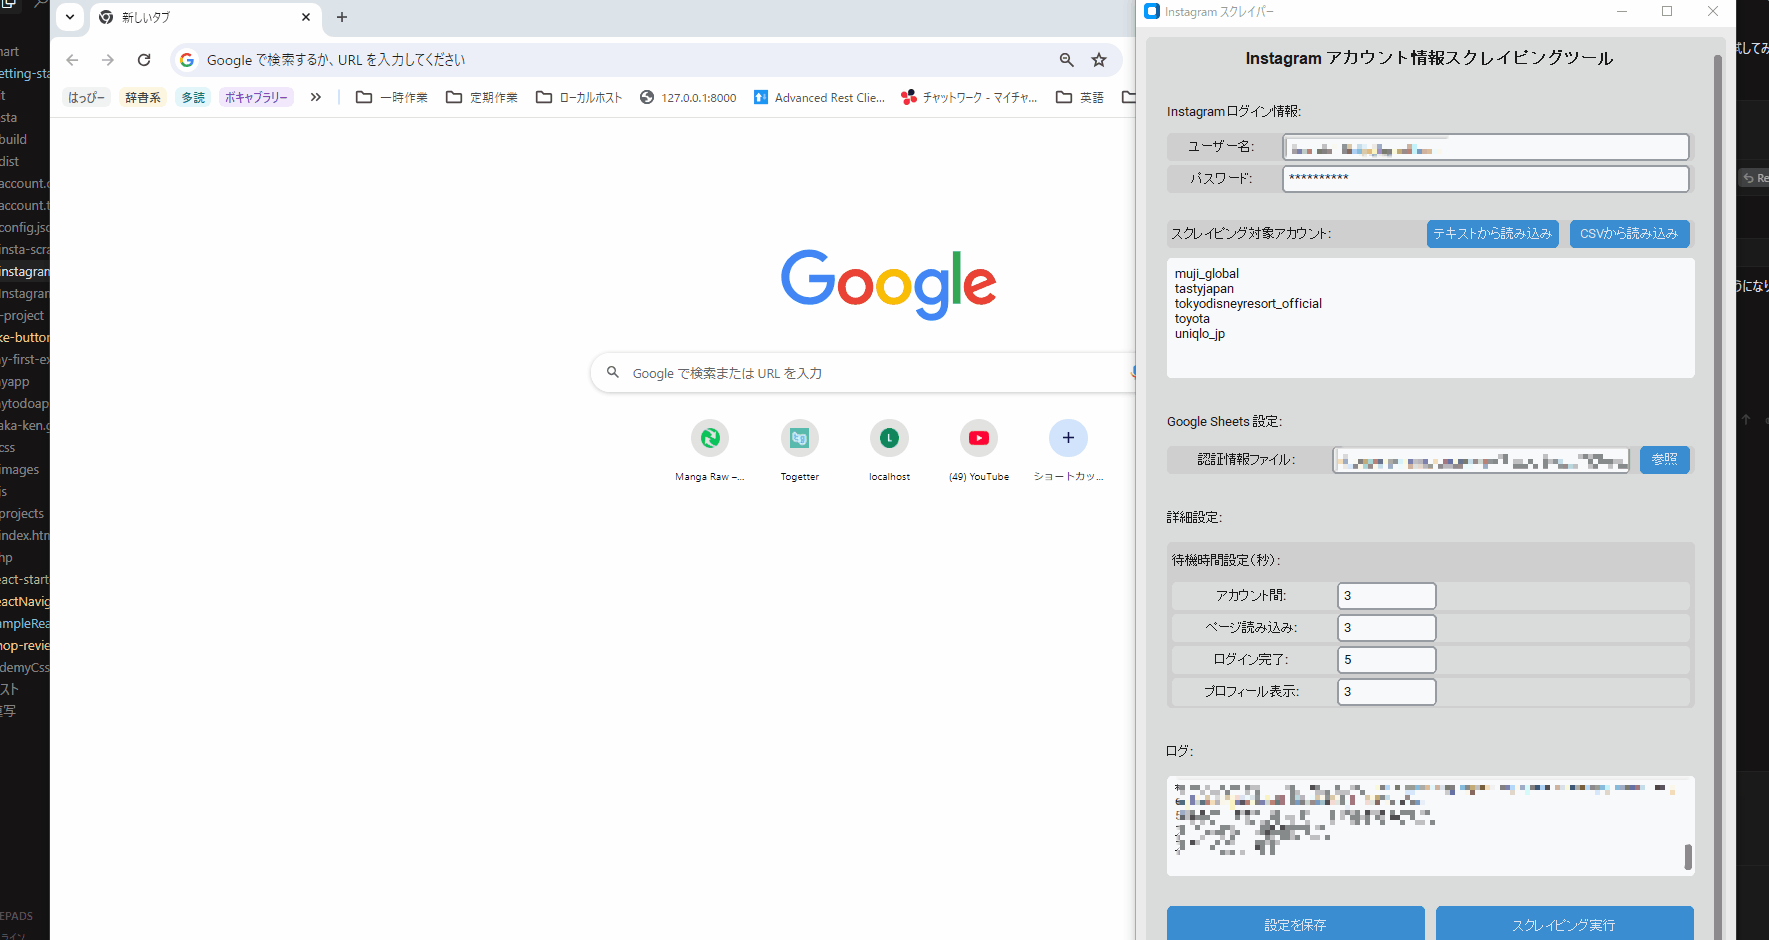 新しいタブ
Google で検索するか、URL を入力してください
はっぴー
辞書系
多読
ボキャブラリー
一時作業
定期作業
ローカルホスト
127.0.0.1:8000
Advanced Rest Clie...
チャットワーク - マイチャ...
英語
Google
Google で検索または URL を入力
Manga Raw –...
Togetter
L
localhost
(49) YouTube
ショートカッ...
Instagram スクレイパー
Instagram アカウント情報スクレイピングツール
Instagramログイン情報:
ユーザー名:
パスワード:
**********
スクレイピング対象アカウント:
テキストから読み込み
CSVから読み込み
muji_global
tastyjapan
tokyodisneyresort_official
toyota
uniqlo_jp
Google Sheets 設定:
認証情報ファイル:
参照
詳細設定:
待機時間設定(秒):
アカウント間:
3
ページ読み込み:
3
ログイン完了:
5
プロフィール表示:
3
ログ:
設定を保存
スクレイピング実行
etting-sta
build
dist
account.
account.t
config.jsc
insta-scra
instagran
-project
ke-button
y-first-ex
yapp
ytodoap
aka-ken.g
css
images
js
projects
index.htm
hp
eact-start
eactNavig
ampleRea
hop-revie
demyCss
スト
写
EPADS
ライン
試してみ
Re
うになり